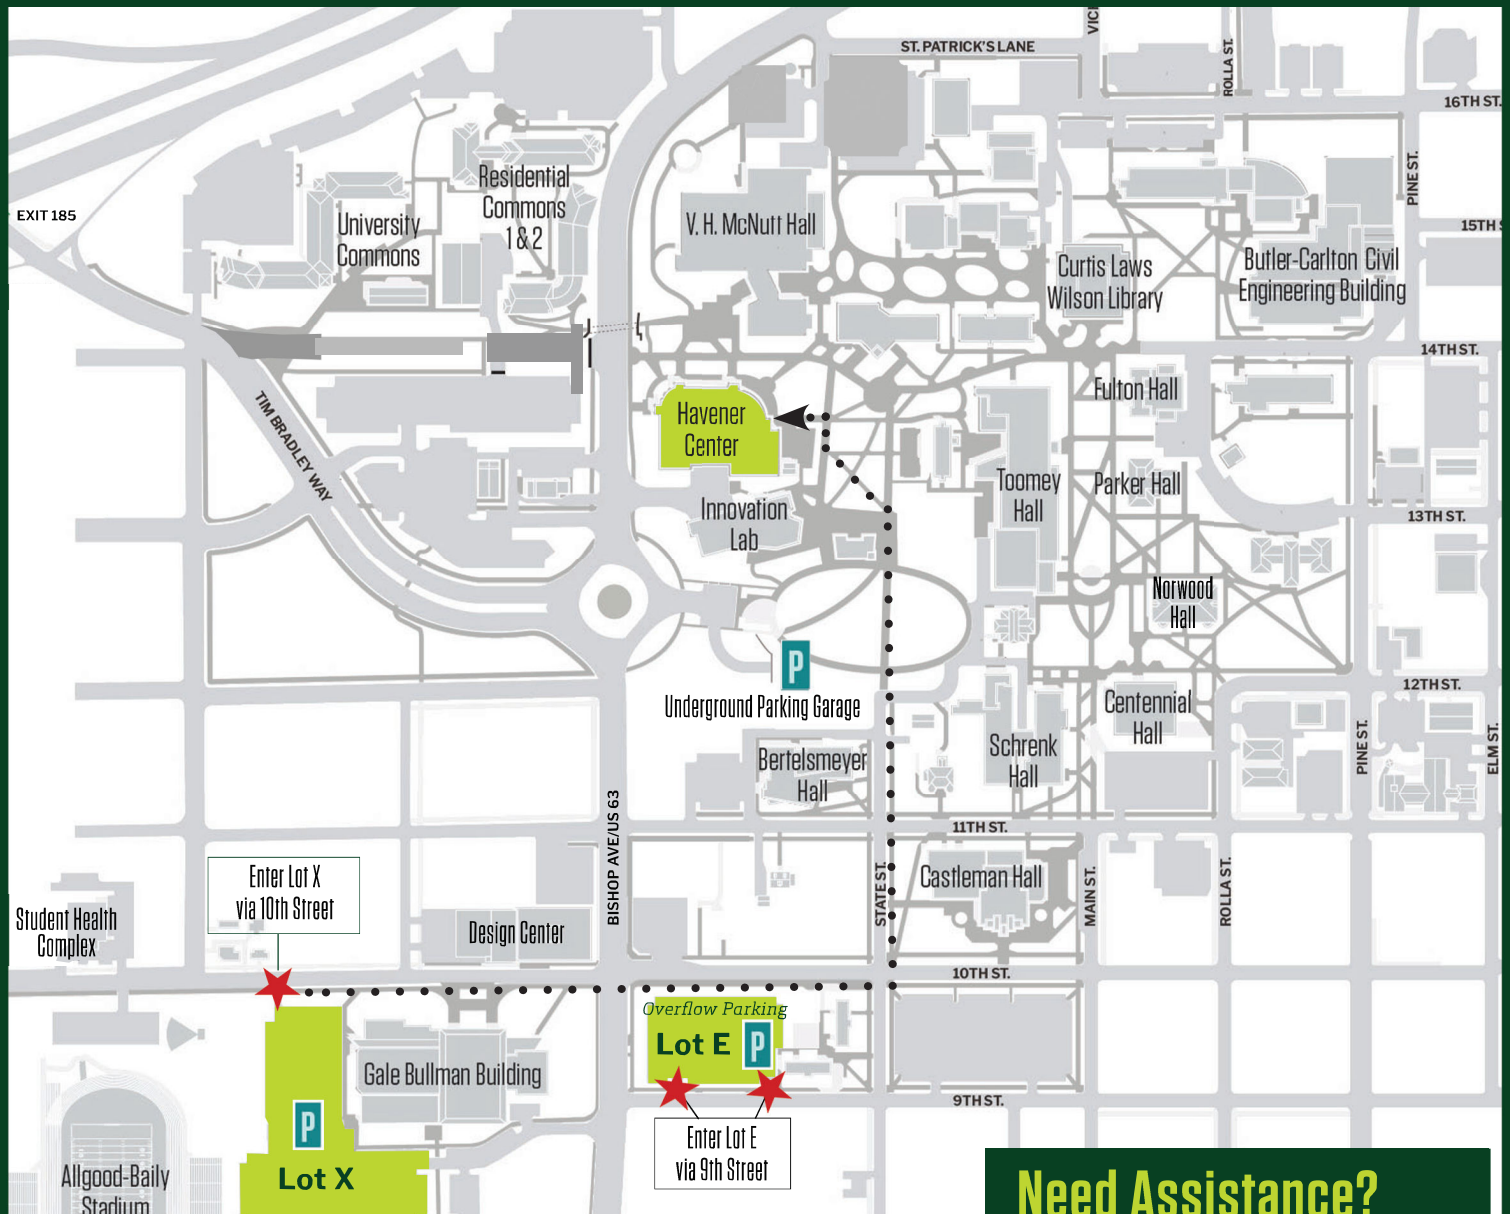 VICI
ST. PATRICK'S LANE
ROLLA ST.
16TH ST.
Residential
Commons
1 & 2
PINE ST.
EXIT 185
University
Commons
V. H. McNutt Hall
15TH S
Curtis Laws
Wilson Library
Butler-Carlton Civil
Engineering Building
14TH ST.
TIM BRADLEY WAY
Fulton Hall
Havener
Center
Toomey
Hall
Parker Hall
Innovation
Lab
13TH ST.
Norwood
Hall
P
Underground Parking Garage
12TH ST.
Centennial
Hall
Schrenk
Hall
PINE ST.
ELM ST.
Bertelsmeyer
Hall
BISHOP AVE/US 63
11TH ST.
Enter Lot X
via 10th Street
STATE ST.
Castleman Hall
MAIN ST.
ROLLA ST.
Student Health
Complex
Design Center
10TH ST.
Overflow Parking
Lot E
P
Gale Bullman Building
9TH ST.
P
Enter Lot E
via 9th Street
Allgood-Baily
Stadium
Lot X
Need Assistance?